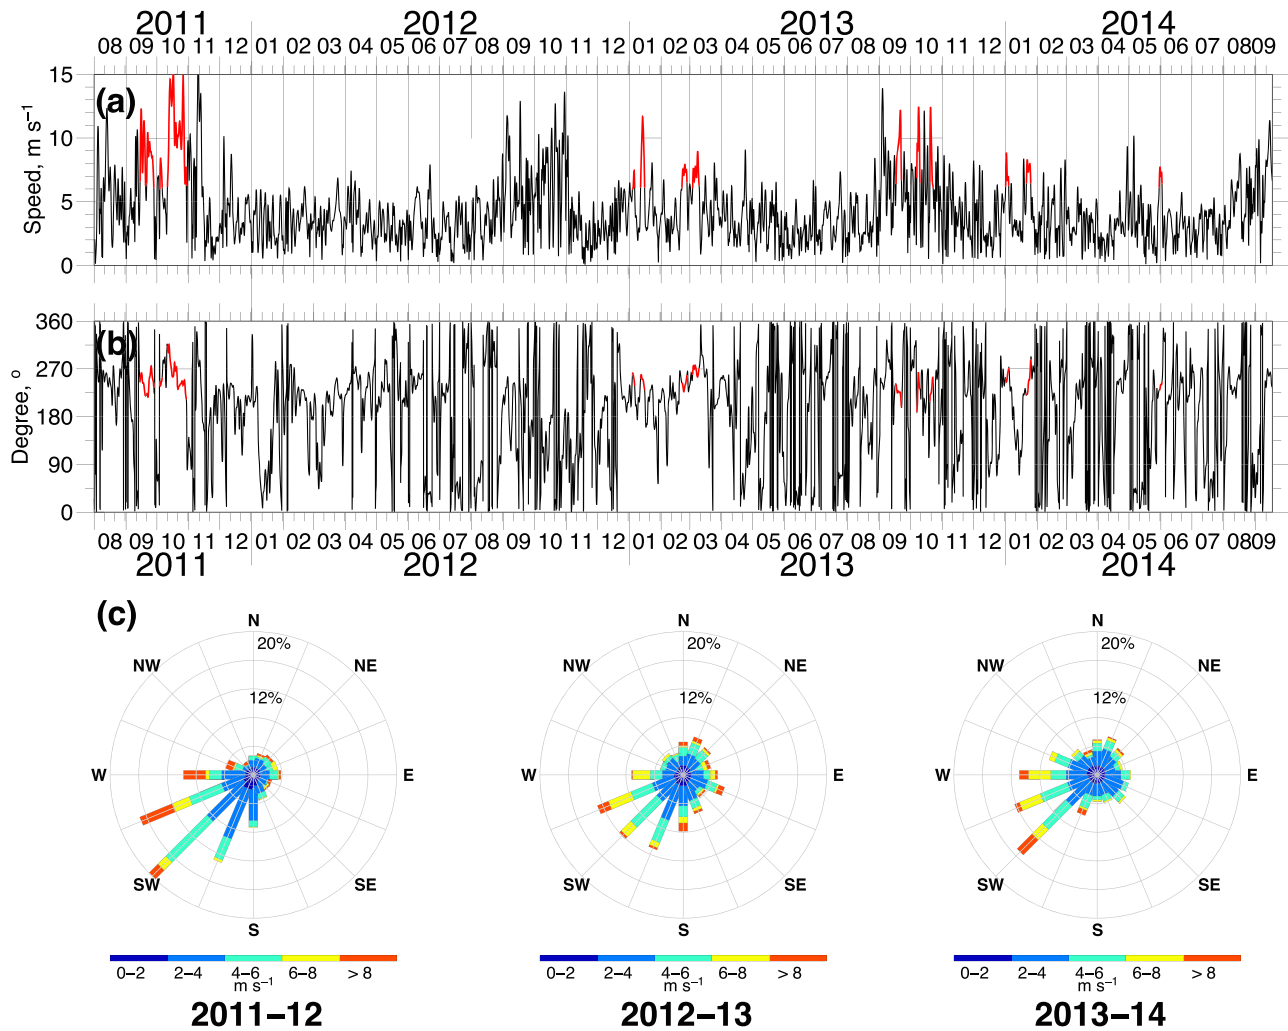 2011 2012 2013 2014
08 09 10 11 12 01 02 03 04 05 06 07 08 09 10 11 12 01 02 03 04 05 06 07 08 09 10 11 12 01 02 03 04 05 06 07 08 09
(a)
Speed, m s⁻¹
15
10
5
0
(b)
Degree, °
360
270
180
90
0
08 09 10 11 12 01 02 03 04 05 06 07 08 09 10 11 12 01 02 03 04 05 06 07 08 09 10 11 12 01 02 03 04 05 06 07 08 09
2011 2012 2013 2014
(c)
N N N
20% 20% 20%
NW NE NW NE NW NE
12% 12% 12%
W E W E W E
SW SE SW SE SW SE
S S S
0–2 2–4 4–6 6–8 > 8 0–2 2–4 4–6 6–8 > 8 0–2 2–4 4–6 6–8 > 8
m s⁻¹ m s⁻¹ m s⁻¹
2011–12 2012–13 2013–14